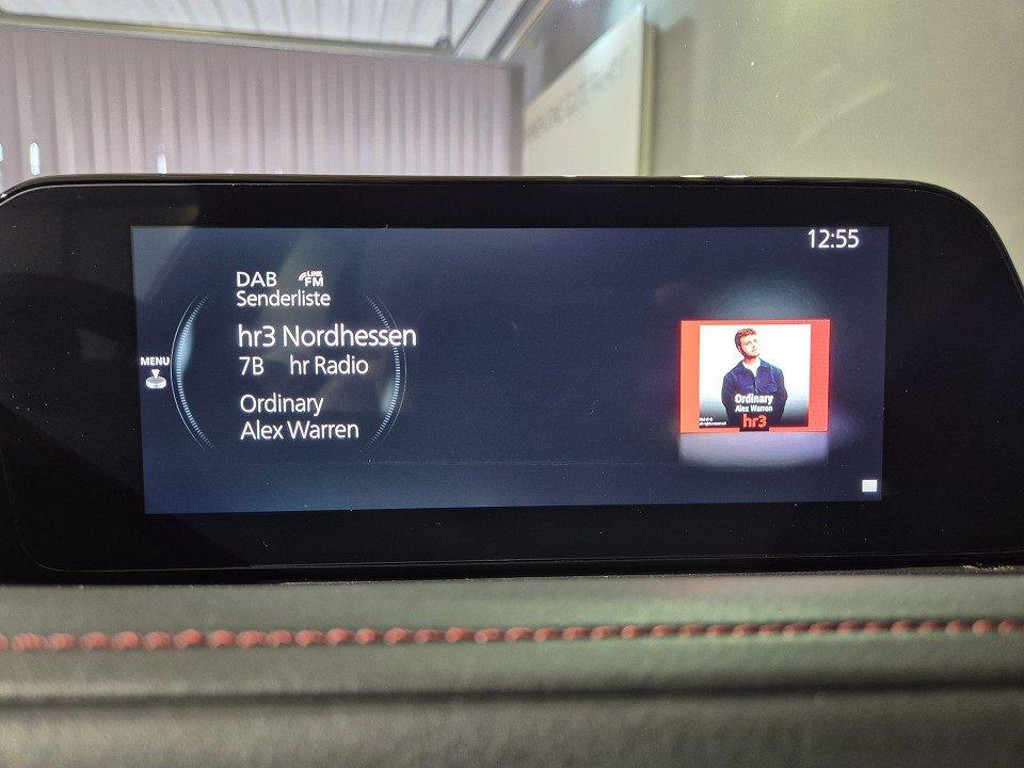 12:55
DAB LINK FM
Senderliste
hr3 Nordhessen
MENU
7B hr Radio
Ordinary
Alex Warren
Ordinary
Alex Warren
hr3